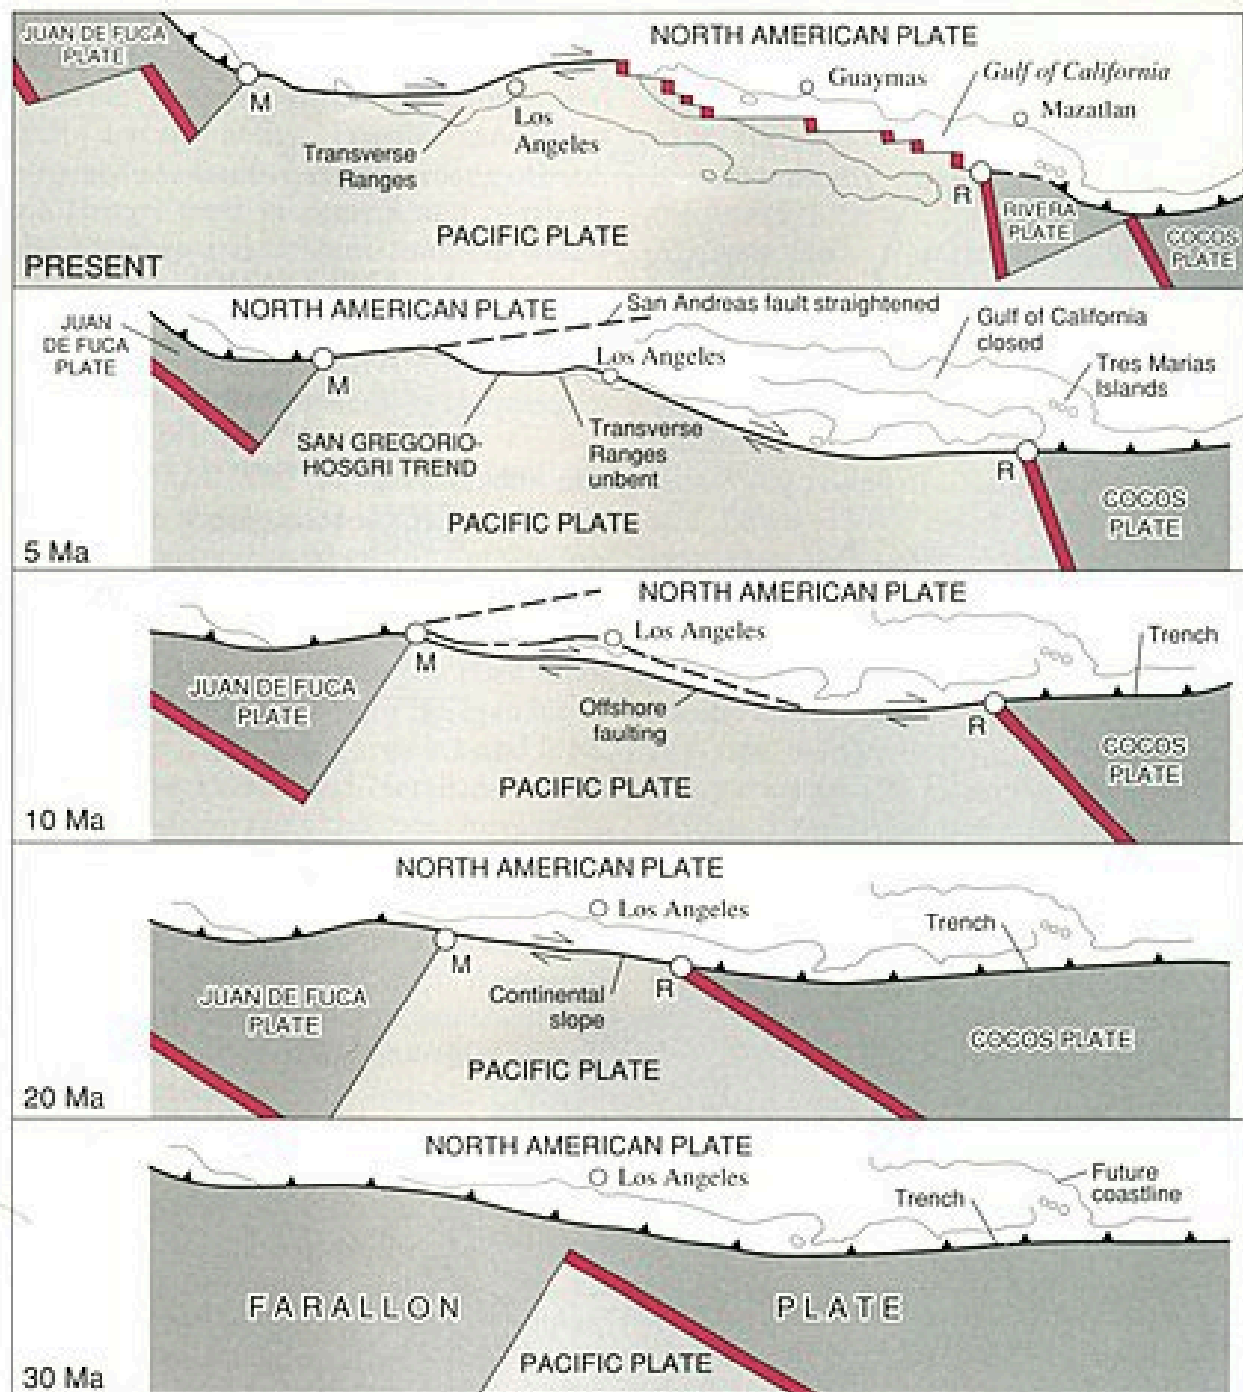 JUAN DE FUCA
PLATE
NORTH AMERICAN PLATE
M
Guaymas
Gulf of California
Mazatlan
Los
Angeles
Transverse
Ranges
R
RIVERA
PLATE
COCOS
PLATE
PACIFIC PLATE
PRESENT
NORTH AMERICAN PLATE
San Andreas fault straightened
JUAN
DE FUCA
PLATE
Gulf of California
closed
Los Angeles
Tres Marias
Islands
M
SAN GREGORIO-
HOSGRI TREND
Transverse
Ranges
unbent
R
COCOS
PLATE
PACIFIC PLATE
5 Ma
NORTH AMERICAN PLATE
Los Angeles
Trench
M
JUAN DE FUCA
PLATE
Offshore
faulting
R
COCOS
PLATE
PACIFIC PLATE
10 Ma
NORTH AMERICAN PLATE
Los Angeles
Trench
M
JUAN DE FUCA
PLATE
Continental
slope
R
COCOS PLATE
PACIFIC PLATE
20 Ma
NORTH AMERICAN PLATE
Los Angeles
Trench
Future
coastline
FARALLON PLATE
PACIFIC PLATE
30 Ma